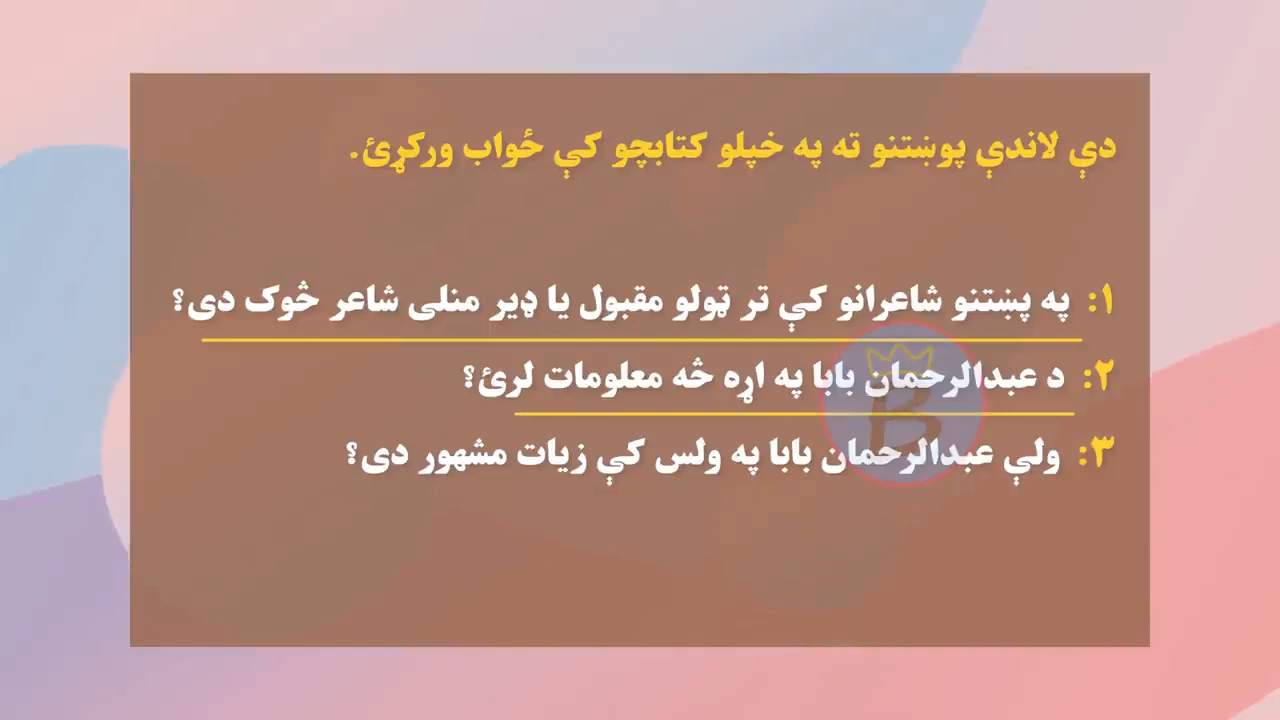 دې لاندې پوښتنو ته په خپلو کتابچو کې ځواب ورکړئ.
۱: په پښتنو شاعرانو کې تر ټولو مقبول یا ډیر منلی شاعر څوک دی؟
۲: د عبدالرحمان بابا په اړه څه معلومات لرئ؟
۳: ولې عبدالرحمان بابا په ولس کې زیات مشهور دی؟
B